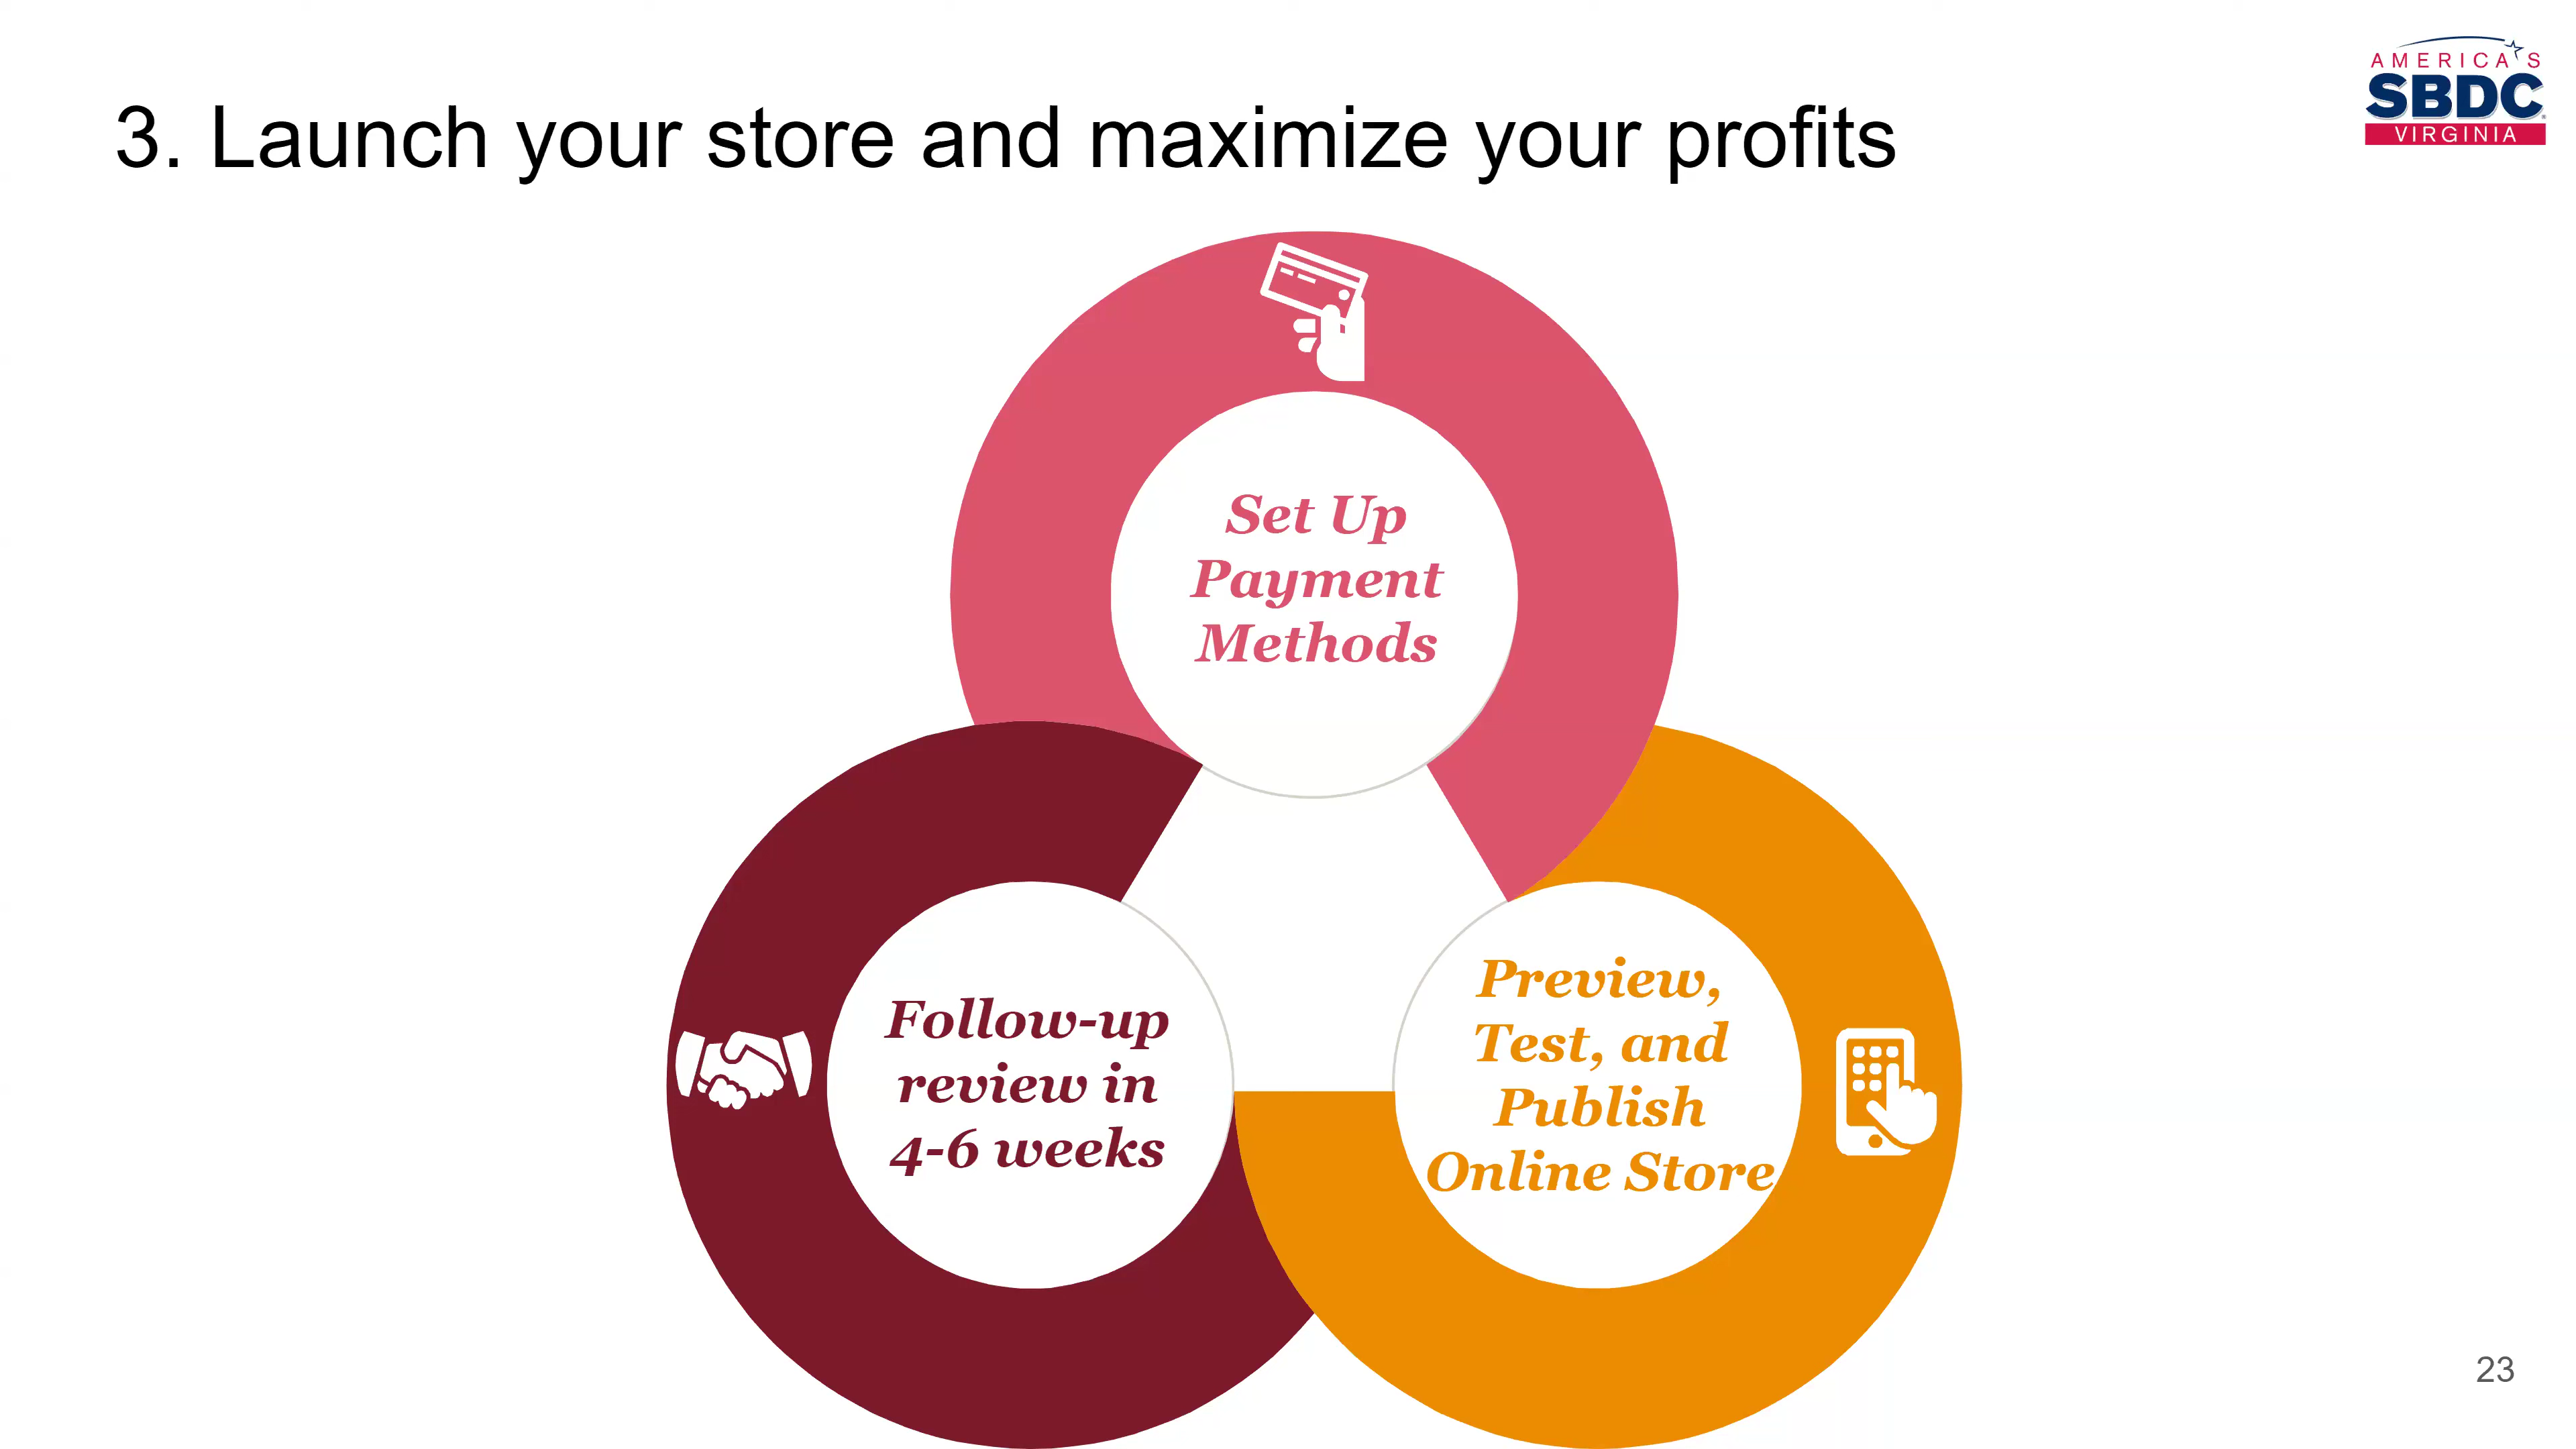 AMERICA'S
SBDC
VIRGINIA
3. Launch your store and maximize your profits
Set Up
Payment
Methods
Follow-up
review in
4-6 weeks
Preview,
Test, and
Publish
Online Store
23